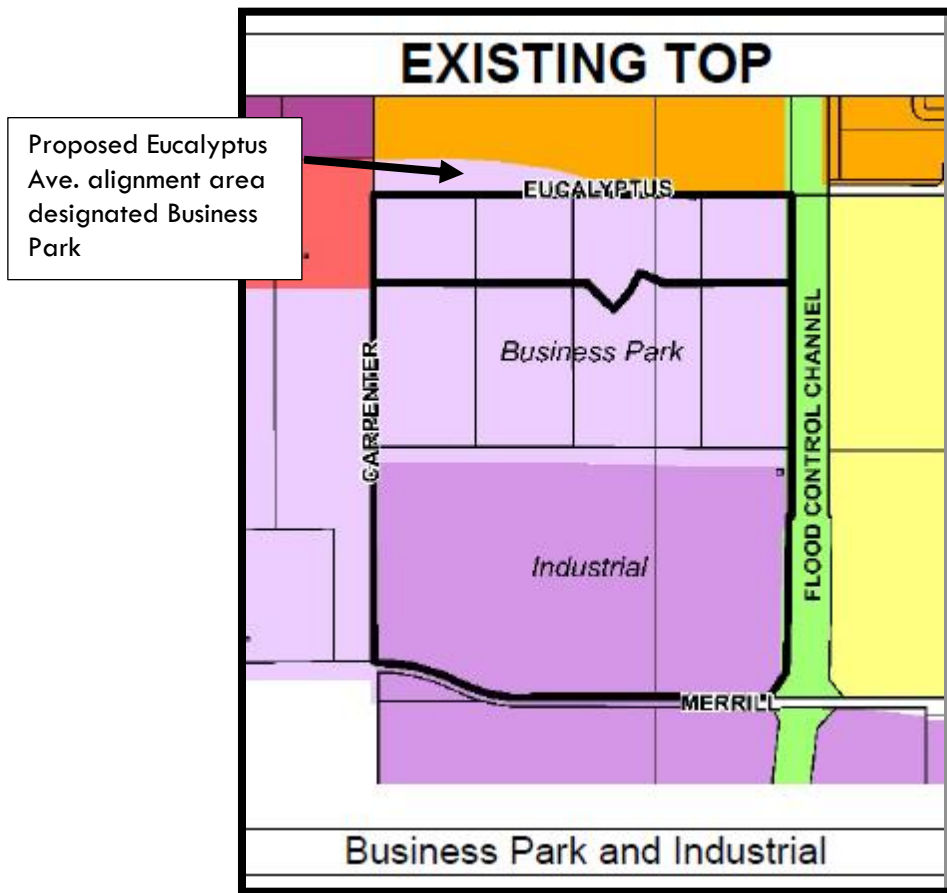 EXISTING TOP
Proposed Eucalyptus
Ave. alignment area
designated Business
Park
EUCALYPTUS
Business Park
CARPENTER
FLOOD CONTROL CHANNEL
Industrial
MERRILL
Business Park and Industrial